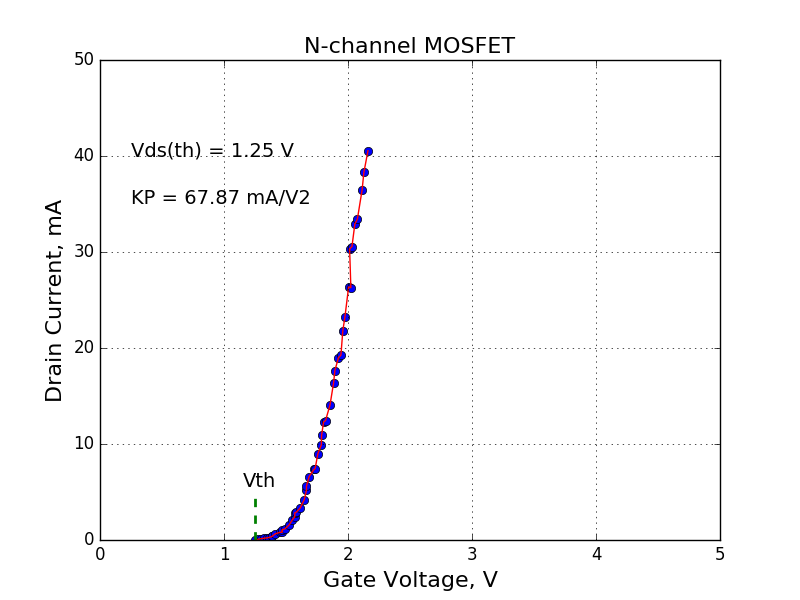 N-channel MOSFET
50
40
30
20
10
0
Drain Current, mA
Vds(th) = 1.25 V
KP = 67.87 mA/V2
Vth
0 1 2 3 4 5
Gate Voltage, V